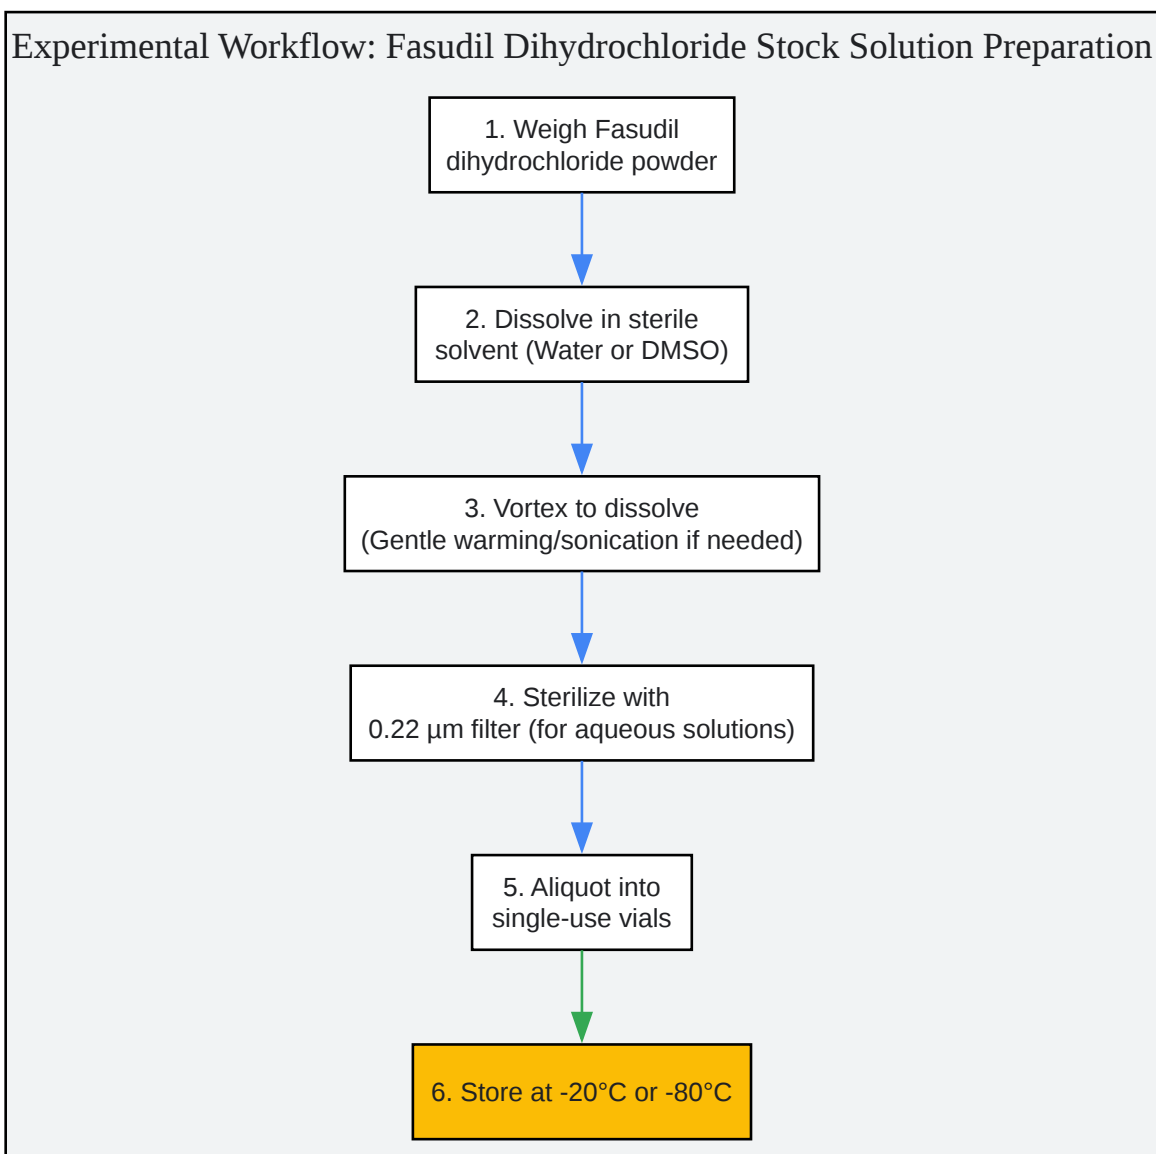 Experimental Workflow: Fasudil Dihydrochloride Stock Solution Preparation
1. Weigh Fasudil
dihydrochloride powder
2. Dissolve in sterile
solvent (Water or DMSO)
3. Vortex to dissolve
(Gentle warming/sonication if needed)
4. Sterilize with
0.22 µm filter (for aqueous solutions)
5. Aliquot into
single-use vials
6. Store at -20°C or -80°C